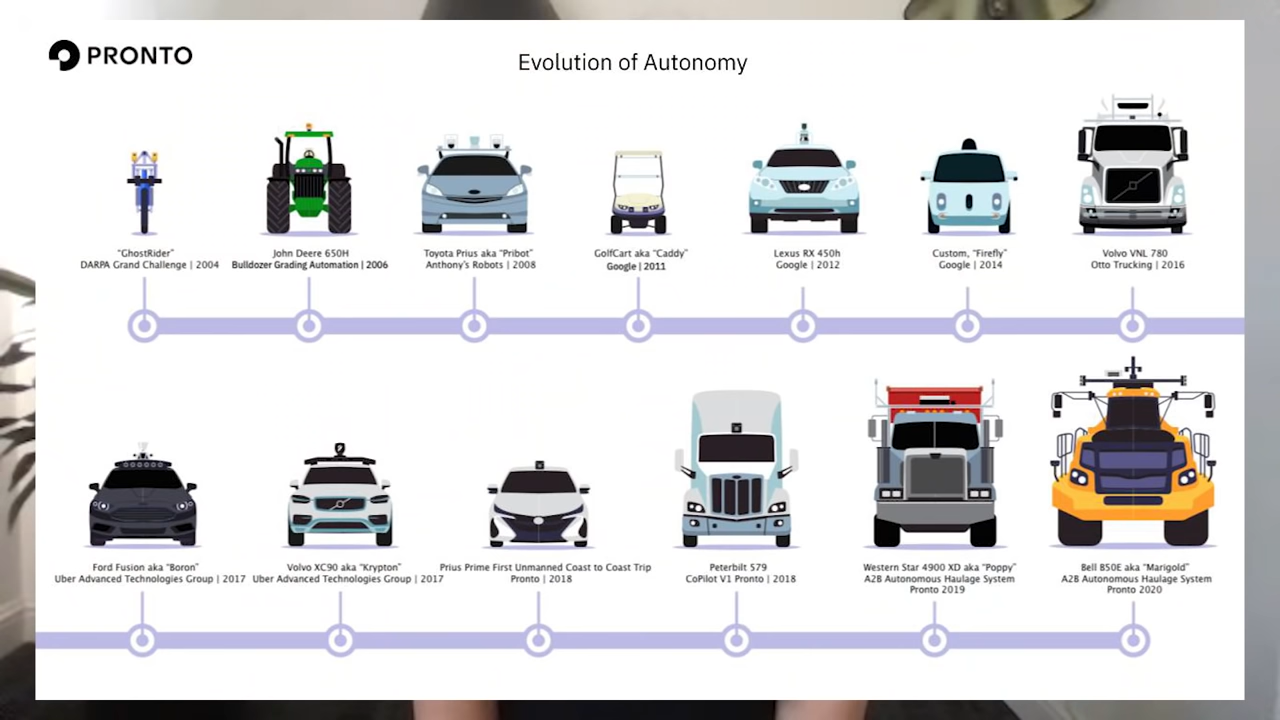 PRONTO
Evolution of Autonomy
"GhostRider"
DARPA Grand Challenge | 2004
John Deere 650H
Bulldozer Grading Automation | 2006
Toyota Prius aka "Pribot"
Anthony's Robots | 2008
GolfCart aka "Caddy"
Google | 2011
Lexus RX 450h
Google | 2012
Custom, "Firefly"
Google | 2014
Volvo VNL 780
Otto Trucking | 2016
Ford Fusion aka "Boron"
Uber Advanced Technologies Group | 2017
Volvo XC90 aka "Krypton"
Uber Advanced Technologies Group | 2017
Prius Prime First Unmanned Coast to Coast Trip
Pronto | 2018
Peterbilt 579
CoPilot V1 Pronto | 2018
Western Star 4900 XD aka "Poppy"
A2B Autonomous Haulage System
Pronto 2019
Bell B50E aka "Marigold"
A2B Autonomous Haulage System
Pronto 2020